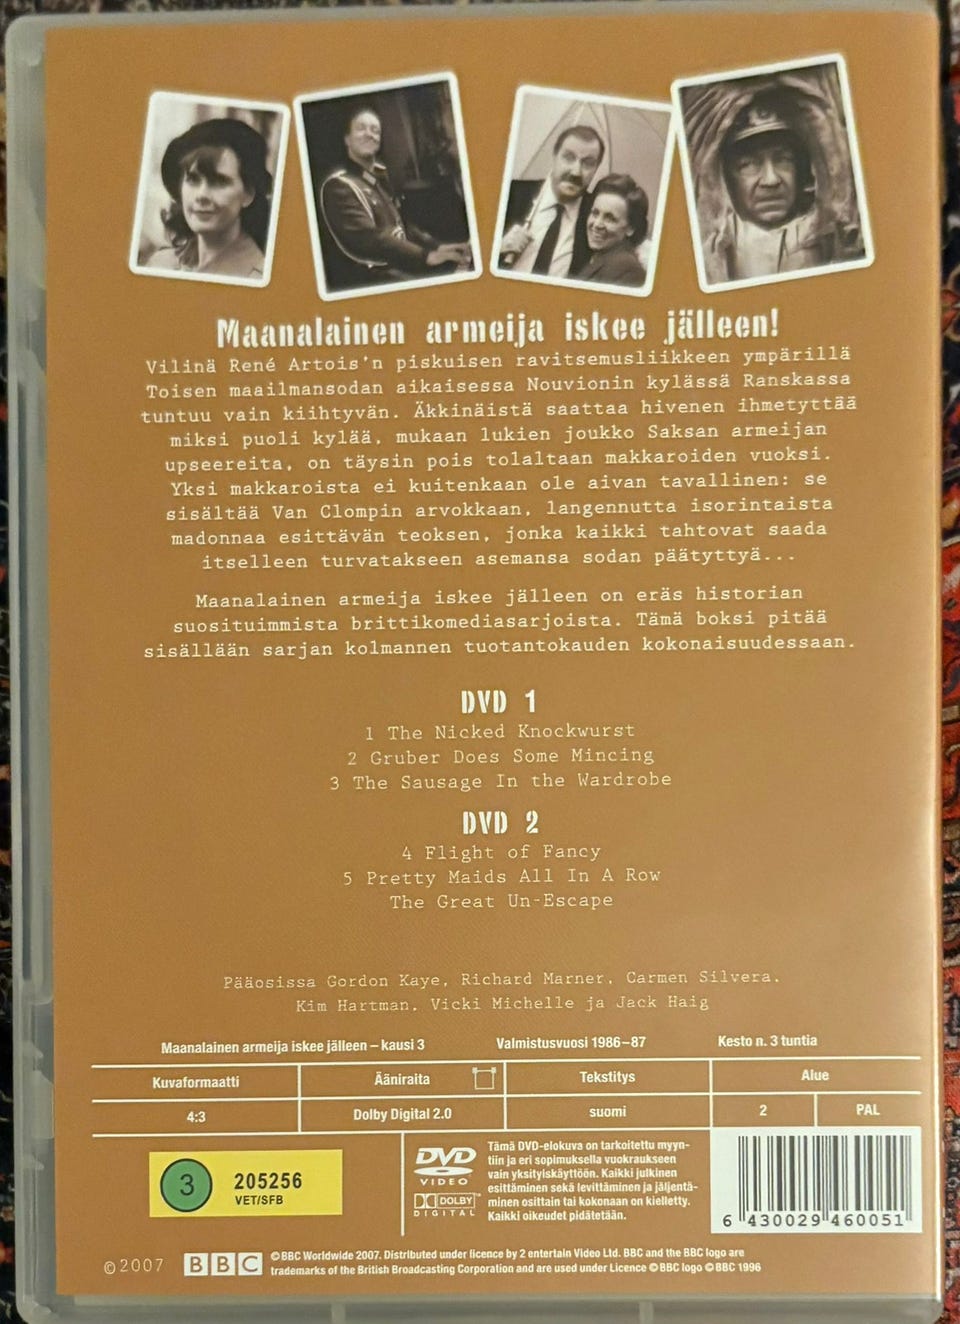 Maanalainen armeija iskee jälleen!
Vilinä René Artois'n piskuisen ravitsemusliikkeen ympärillä
Toisen maailmansodan aikaisessa Nouvionin kylässä Ranskassa
tuntuu vain kiihtyvän. Äkkinäistä saattaa hivenen ihmetyttää
miksi puoli kylää, mukaan lukien joukko Saksan armeijan
upseereita, on täysin pois tolaltaan makkaroiden vuoksi.
Yksi makkaroista ei kuitenkaan ole aivan tavallinen: se
sisältää Van Clompin arvokkaan, langennutta isorintaista
madonnaa esittävän teoksen, jonka kaikki tahtovat saada
itselleen turvatakseen asemansa sodan päätyttyä...
Maanalainen armeija iskee jälleen on eräs historian
suosituimmista brittikomediasarjoista. Tämä boksi pitää
sisällään sarjan kolmannen tuotantokauden kokonaisuudessaan.
DVD 1
1 The Nicked Knockwurst
2 Gruber Does Some Mincing
3 The Sausage In the Wardrobe
DVD 2
4 Flight of Fancy
5 Pretty Maids All In A Row
The Great Un-Escape
Pääosissa Gordon Kaye, Richard Marner, Carmen Silvera,
Kim Hartman, Vicki Michelle ja Jack Haig
Maanalainen armeija iskee jälleen – kausi 3 Valmistusvuosi 1986–87 Kesto n. 3 tuntia
Kuvaformaatti Ääniraita Tekstitys Alue
4:3 Dolby Digital 2.0 suomi 2 PAL
3 205256
VET/SFB
DVD
VIDEO
DOLBY
DIGITAL
Tämä DVD-elokuva on tarkoitettu myyn-
tiin ja eri sopimuksella vuokraukseen
vain yksityiskäyttöön. Kaikki julkinen
esittäminen sekä levittäminen ja jäljentä-
minen osittain tai kokonaan on kielletty.
Kaikki oikeudet pidätetään.
6 430029 460051
©2007 BBC
©BBC Worldwide 2007. Distributed under licence by 2 entertain Video Ltd. BBC and the BBC logo are
trademarks of the British Broadcasting Corporation and are used under Licence ©BBC logo ©BBC 1996